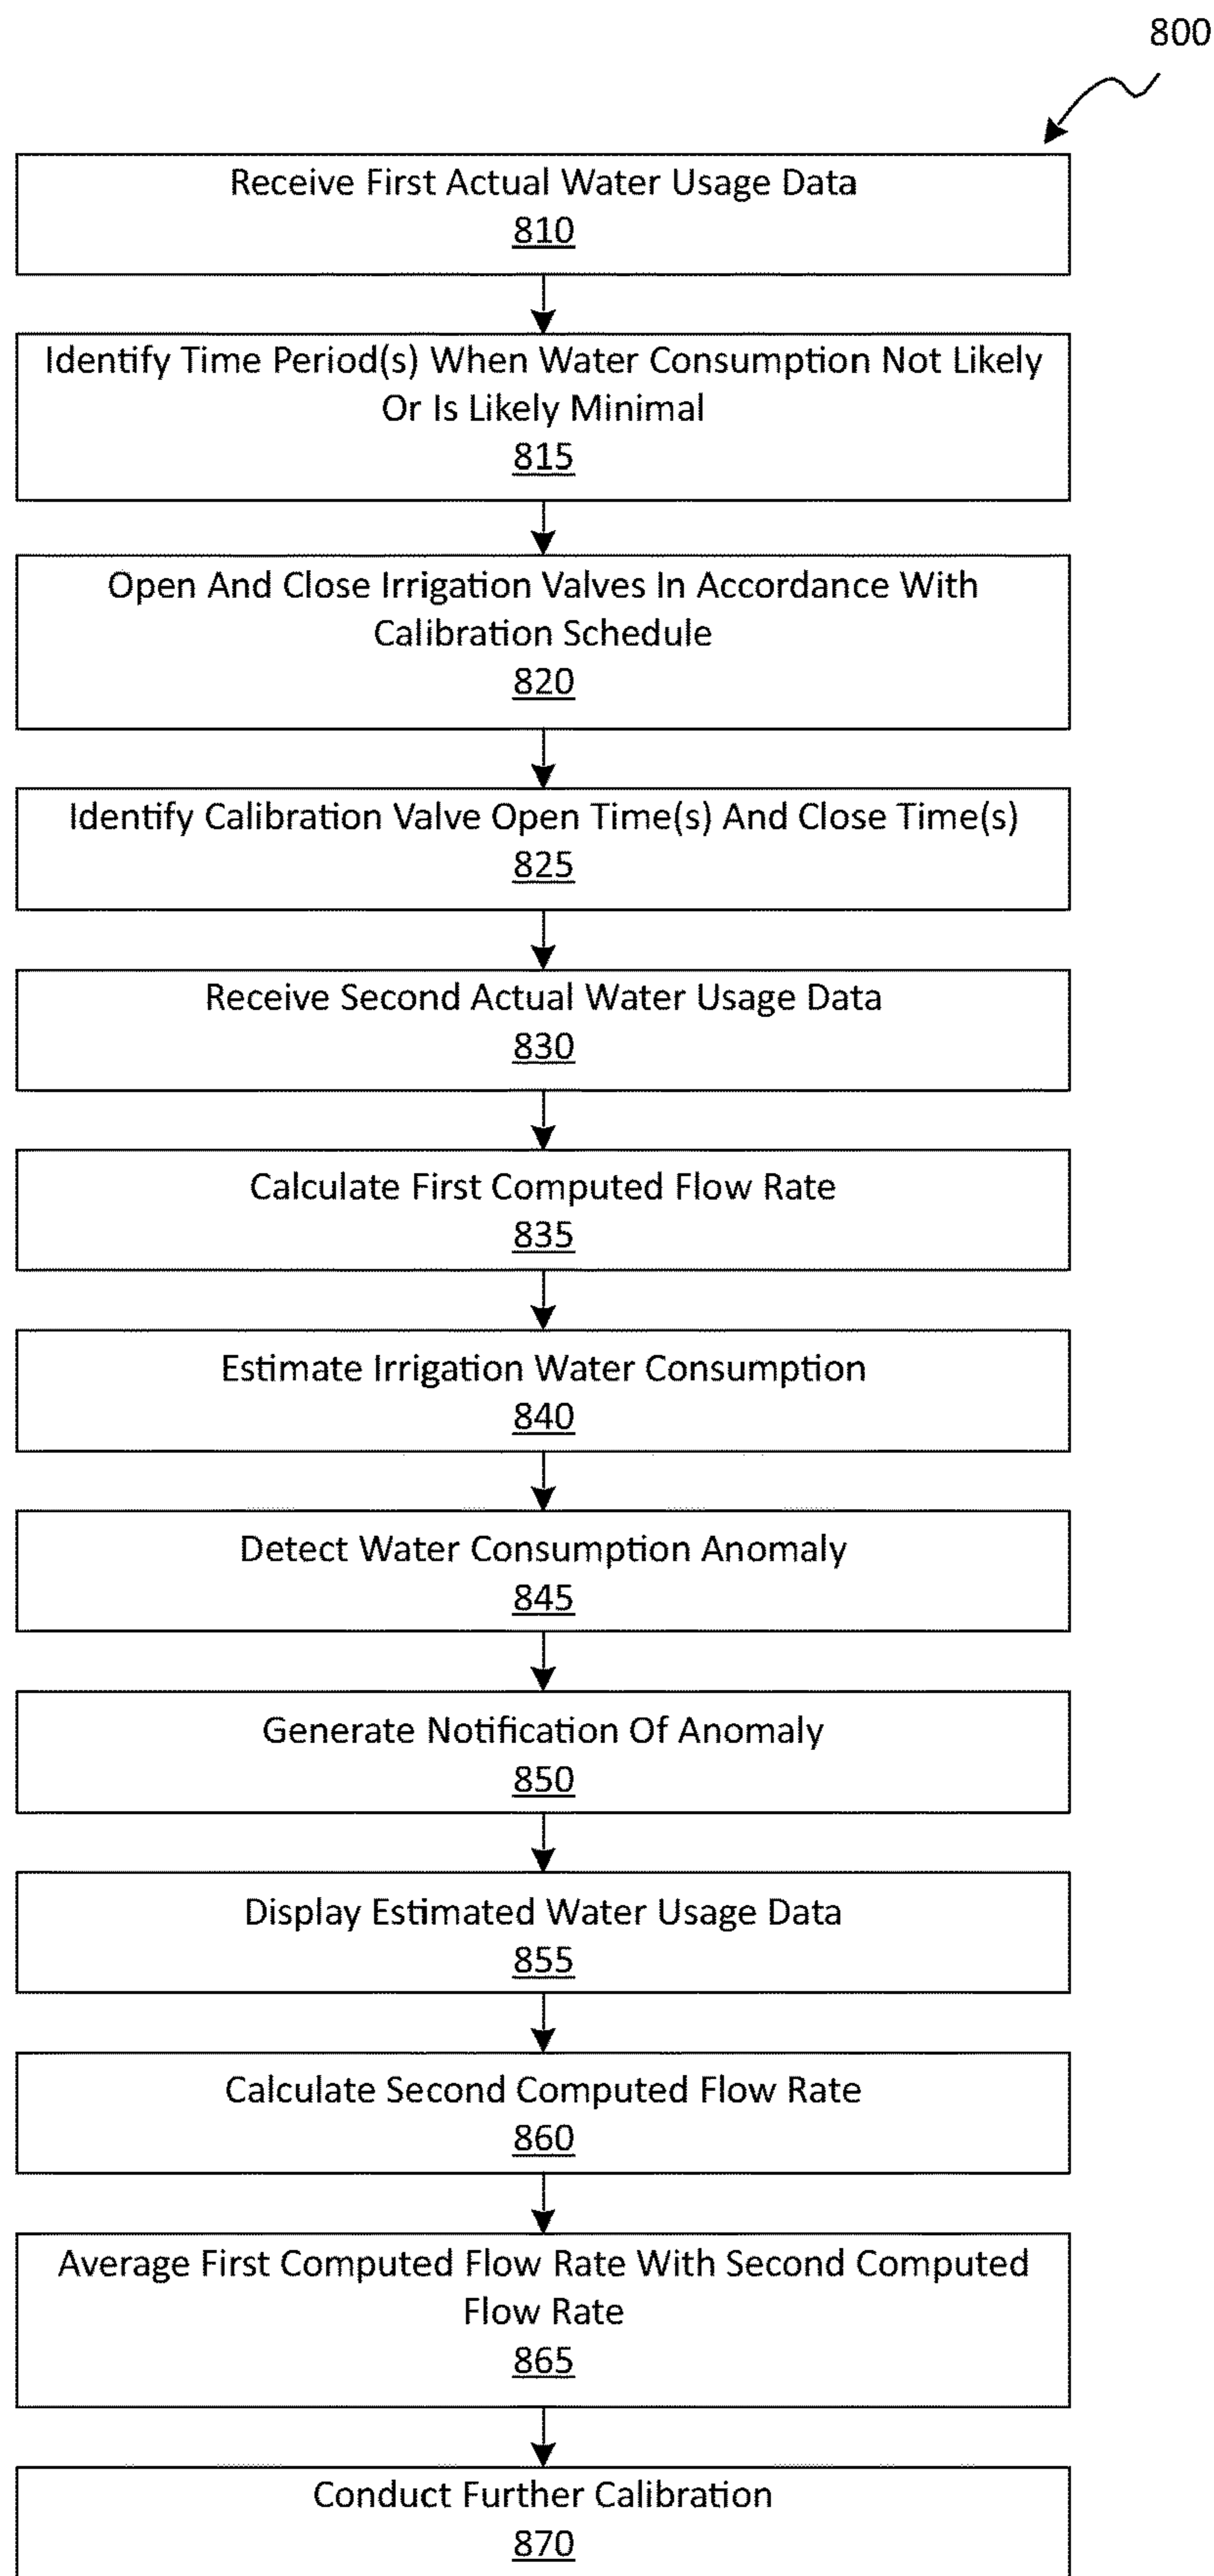 800
Receive First Actual Water Usage Data
810
Identify Time Period(s) When Water Consumption Not Likely
Or Is Likely Minimal
815
Open And Close Irrigation Valves In Accordance With
Calibration Schedule
820
Identify Calibration Valve Open Time(s) And Close Time(s)
825
Receive Second Actual Water Usage Data
830
Calculate First Computed Flow Rate
835
Estimate Irrigation Water Consumption
840
Detect Water Consumption Anomaly
845
Generate Notification Of Anomaly
850
Display Estimated Water Usage Data
855
Calculate Second Computed Flow Rate
860
Average First Computed Flow Rate With Second Computed
Flow Rate
865
Conduct Further Calibration
870